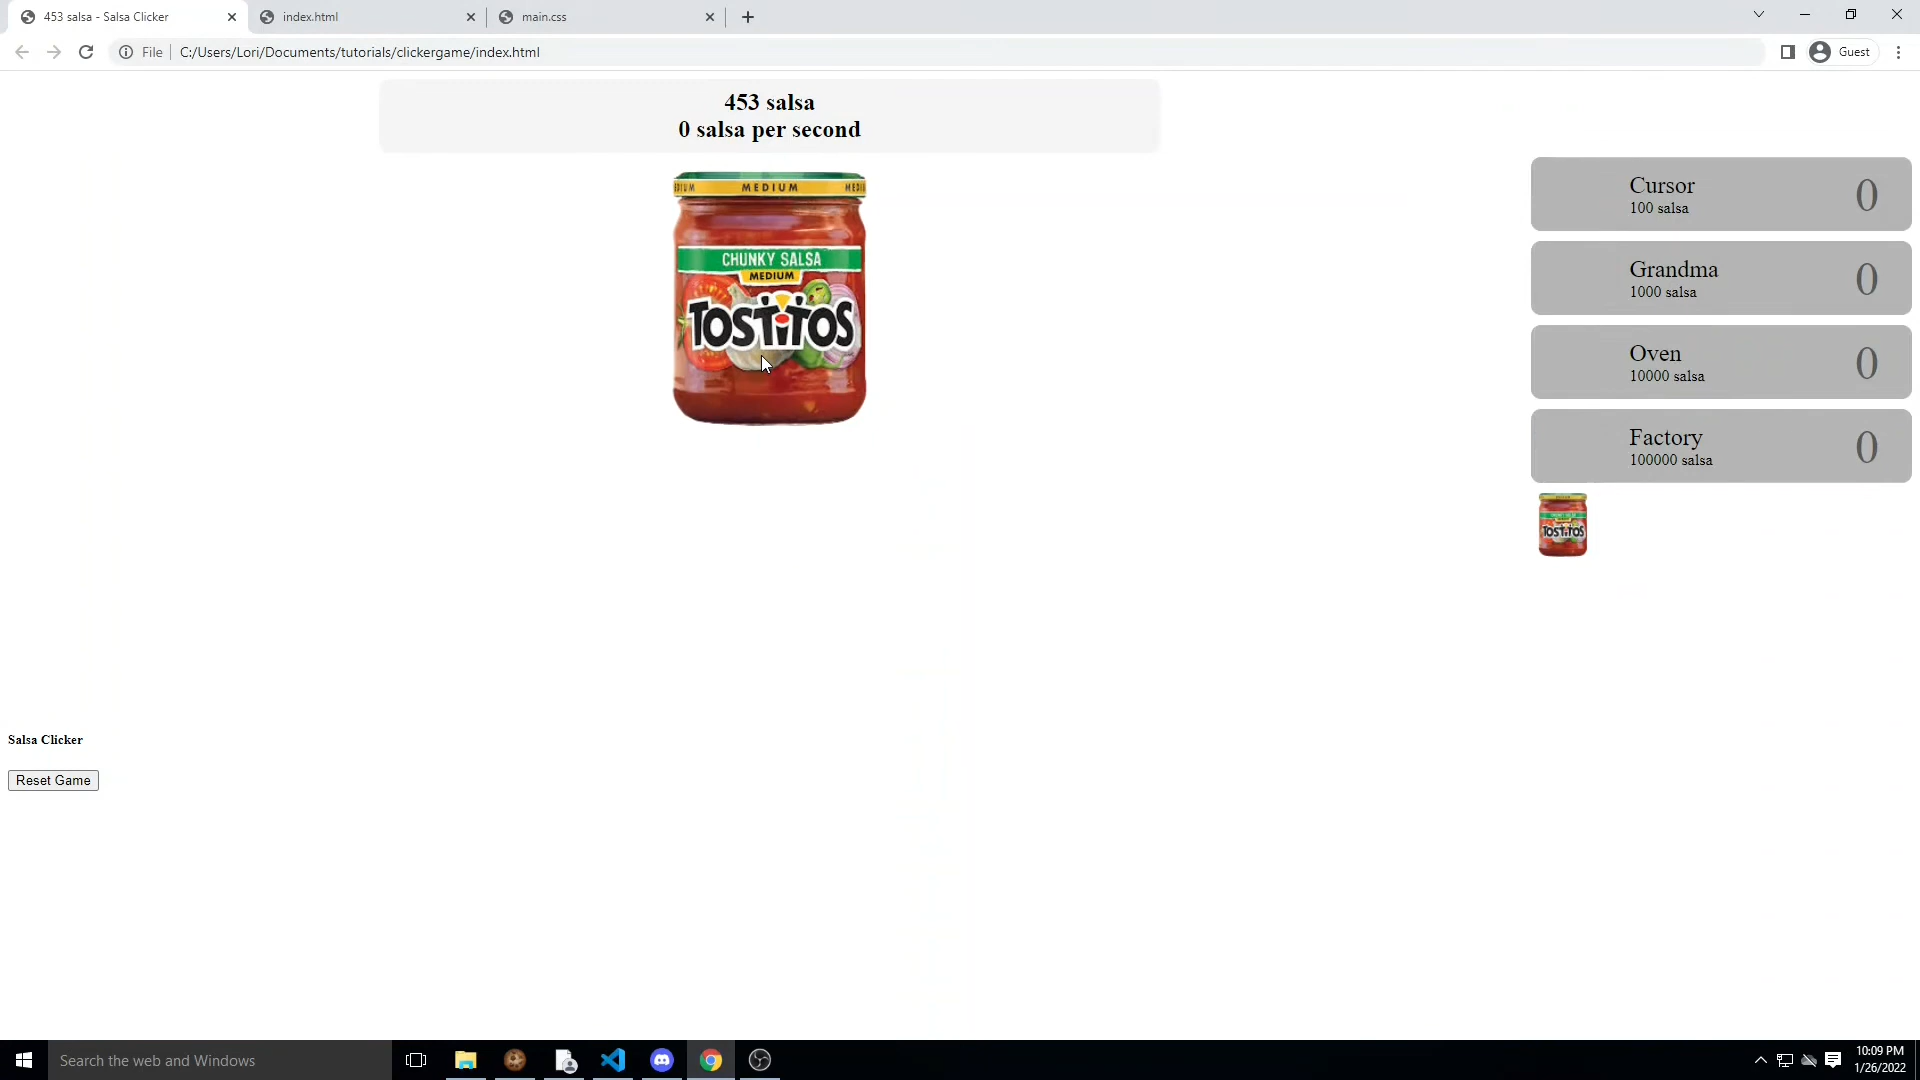 453 salsa - Salsa Clicker
index.html
main.css
File
C:/Users/Lori/Documents/tutorials/clickergame/index.html
Guest
453 salsa
0 salsa per second
MEDIUM
CHUNKY SALSA
MEDIUM
TOSTITOS
Cursor
100 salsa
0
Grandma
1000 salsa
0
Oven
10000 salsa
0
Factory
100000 salsa
0
TOSTITOS
Salsa Clicker
Reset Game
Search the web and Windows
10:09 PM
1/26/2022